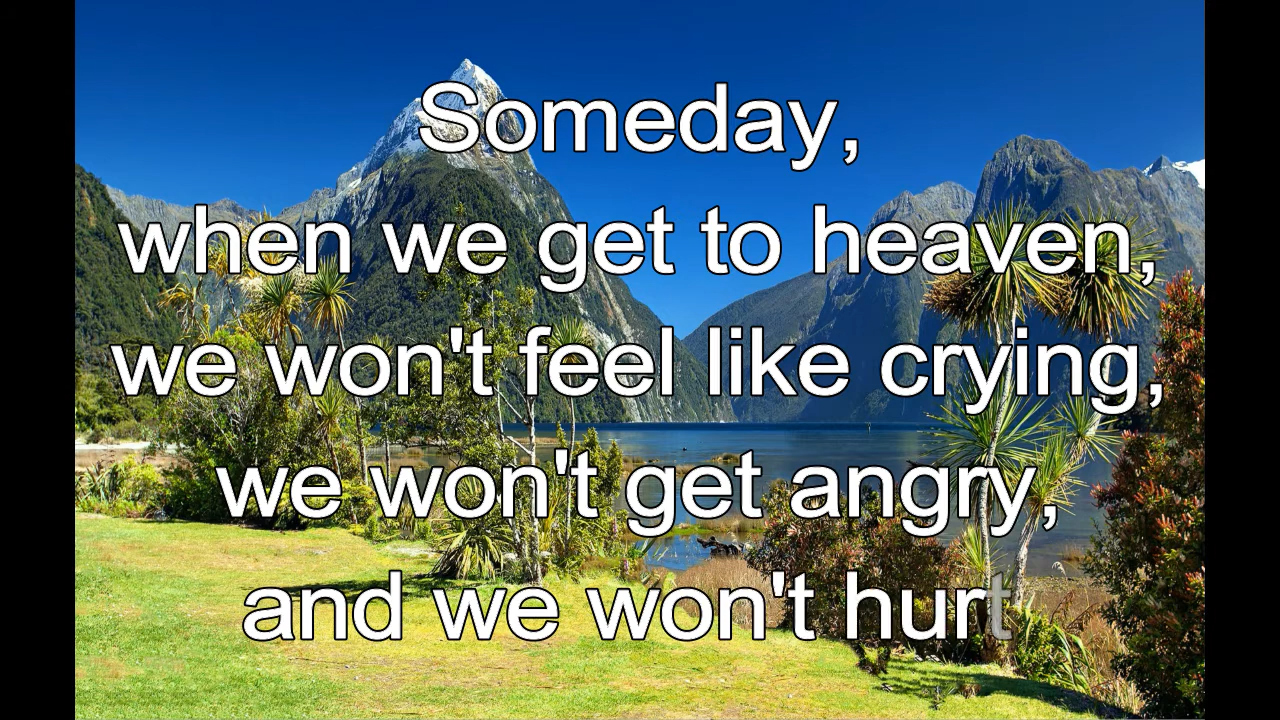 Someday,
when we get to heaven,
we won't feel like crying,
we won't get angry,
and we won't hurt